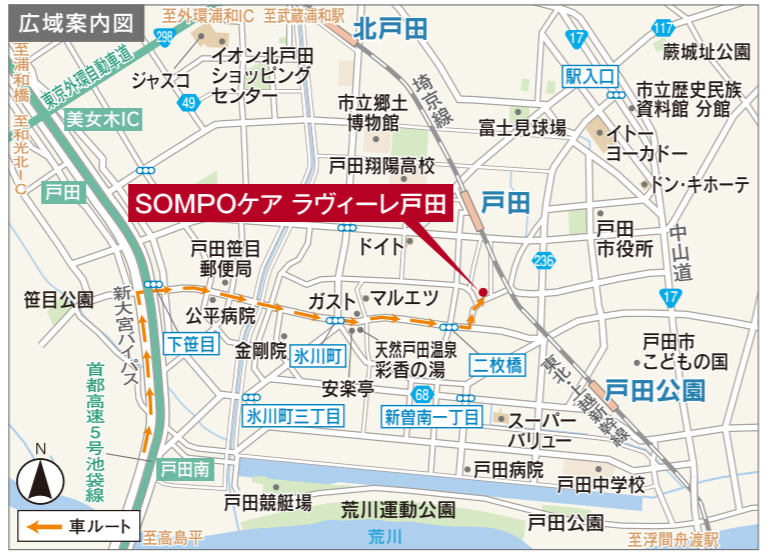 広域案内図
至外環浦和IC
至武蔵浦和駅
北戸田
至浦和橋
298
イオン北戸田
ショッピング
センター
ジャスコ
東京外環自動車道
49
埼京線
17
117
蕨城址公園
駅入口
市立歴史民族
資料館 分館
至和光北IC
美女木IC
市立郷土
博物館
富士見球場
イトー
ヨーカドー
戸田翔陽高校
戸田
ドン・キホーテ
SOMPOケア ラヴィーレ戸田
戸田
戸田
市役所
中山道
ドイト
236
戸田笹目
郵便局
17
笹目公園
新大宮バイパス
公平病院
ガスト
マルエツ
下笹目
金剛院
氷川町
天然戸田温泉
彩香の湯
二枚橋
戸田市
こどもの国
安楽亭
68
東北・上越新幹線
戸田公園
首都高速5号池袋線
氷川町三丁目
新曽南一丁目
スーパー
バリュー
N
戸田南
戸田病院
戸田中学校
戸田競艇場
荒川運動公園
戸田公園
車ルート
至高島平
荒川
至浮間舟渡駅